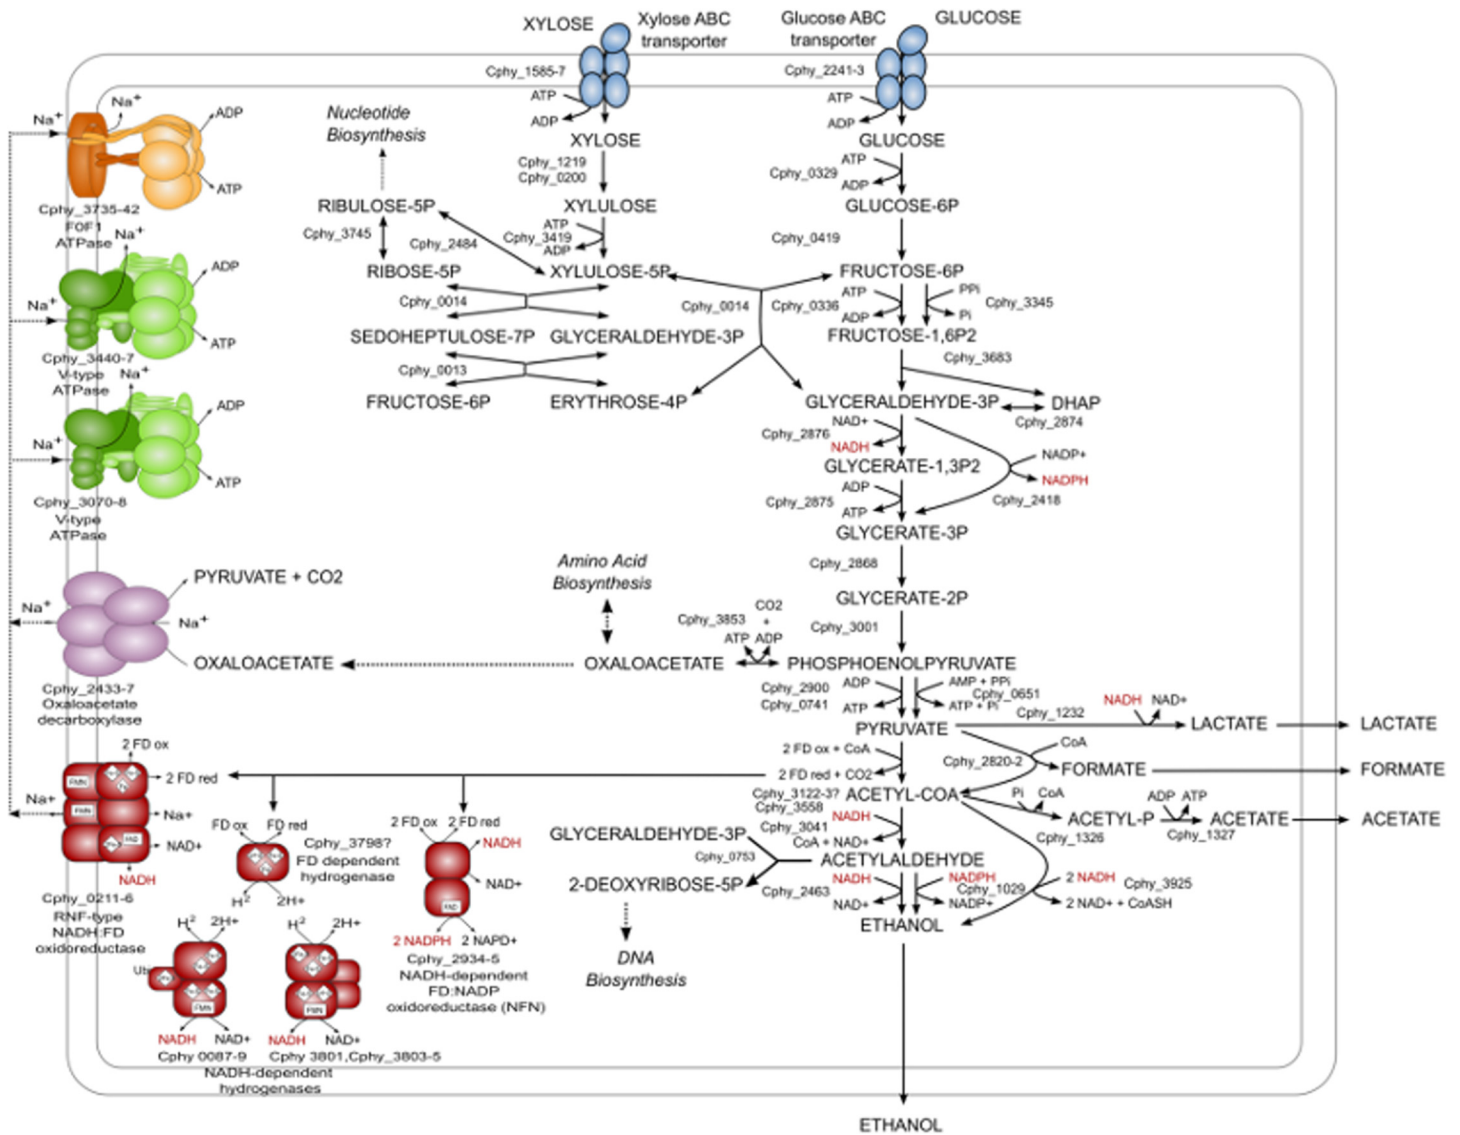 XYLOSE
Xylose ABC
transporter
Glucose ABC
transporter
GLUCOSE
Cphy_1585-7
Cphy_2241-3
ATP
ADP
ATP
ADP
XYLOSE
GLUCOSE
Cphy_1219
Cphy_0200
ATP
Cphy_0329
ADP
XYLULOSE
GLUCOSE-6P
ATP
Cphy_3419
ADP
Cphy_0419
Nucleotide
Biosynthesis
RIBULOSE-5P
Cphy_3745
Cphy_2484
RIBOSE-5P
XYLULOSE-5P
FRUCTOSE-6P
Cphy_0014
Cphy_0014
ATP
Cphy_0336
ADP
PPi
Cphy_3345
Pi
SEDOHEPTULOSE-7P
GLYCERALDEHYDE-3P
FRUCTOSE-1,6P2
Cphy_3683
Cphy_0013
FRUCTOSE-6P
ERYTHROSE-4P
GLYCERALDEHYDE-3P
DHAP
Cphy_2874
NAD+
Cphy_2876
NADH
NADP+
NADPH
Cphy_2418
GLYCERATE-1,3P2
ADP
Cphy_2875
ATP
GLYCERATE-3P
Cphy_2868
GLYCERATE-2P
Cphy_3001
Amino Acid
Biosynthesis
CO2
+
Cphy_3853
ATP ADP
OXALOACETATE
OXALOACETATE
PHOSPHOENOLPYRUVATE
ADP
Cphy_2900
Cphy_0741
ATP
AMP + PPi
Cphy_0651
ATP + Pi
PYRUVATE
Cphy_1232
NADH NAD+
LACTATE
LACTATE
2 FD ox + CoA
2 FD red + CO2
CoA
Cphy_2820-2
FORMATE
FORMATE
Cphy_3122-3?
Cphy_3558
ACETYL-COA
Pi CoA
ACETYL-P
Cphy_1326
ADP ATP
Cphy_1327
ACETATE
ACETATE
NADH
Cphy_3041
CoA + NAD+
GLYCERALDEHYDE-3P
Cphy_0753
2-DEOXYRIBOSE-5P
ACETYLALDEHYDE
NADH
Cphy_2463
NAD+
NADPH
Cphy_1029
NADP+
2 NADH
Cphy_3925
2 NAD+ + CoASH
ETHANOL
DNA
Biosynthesis
ETHANOL
Na+
Na+
ADP
ATP
Cphy_3735-42
F0F1
ATPase
Na+
Na+
ADP
ATP
Cphy_3440-7
V-type
ATPase
Na+
Na+
ADP
ATP
Cphy_3070-8
V-type
ATPase
PYRUVATE + CO2
Na+
Na+
Cphy_2433-7
Oxaloacetate
decarboxylase
2 FD ox
2 FD red
FMN
Na+
FMN
Na+
FAD
NAD+
NADH
Cphy_0211-6
RNF-type
NADH:FD
oxidoreductase
FD ox
FD red
Cphy_3798?
FD dependent
hydrogenase
H2
2H+
2 FD ox
2 FD red
NADH
NAD+
FAD
2 NADPH
2 NAPD+
Cphy_2934-5
NADH-dependent
FD:NADP
oxidoreductase (NFN)
H2
2H+
FMN
NADH
NAD+
Cphy 0087-9
H2
2H+
FMN
NADH
NAD+
Cphy 3801,Cphy_3803-5
NADH-dependent
hydrogenases